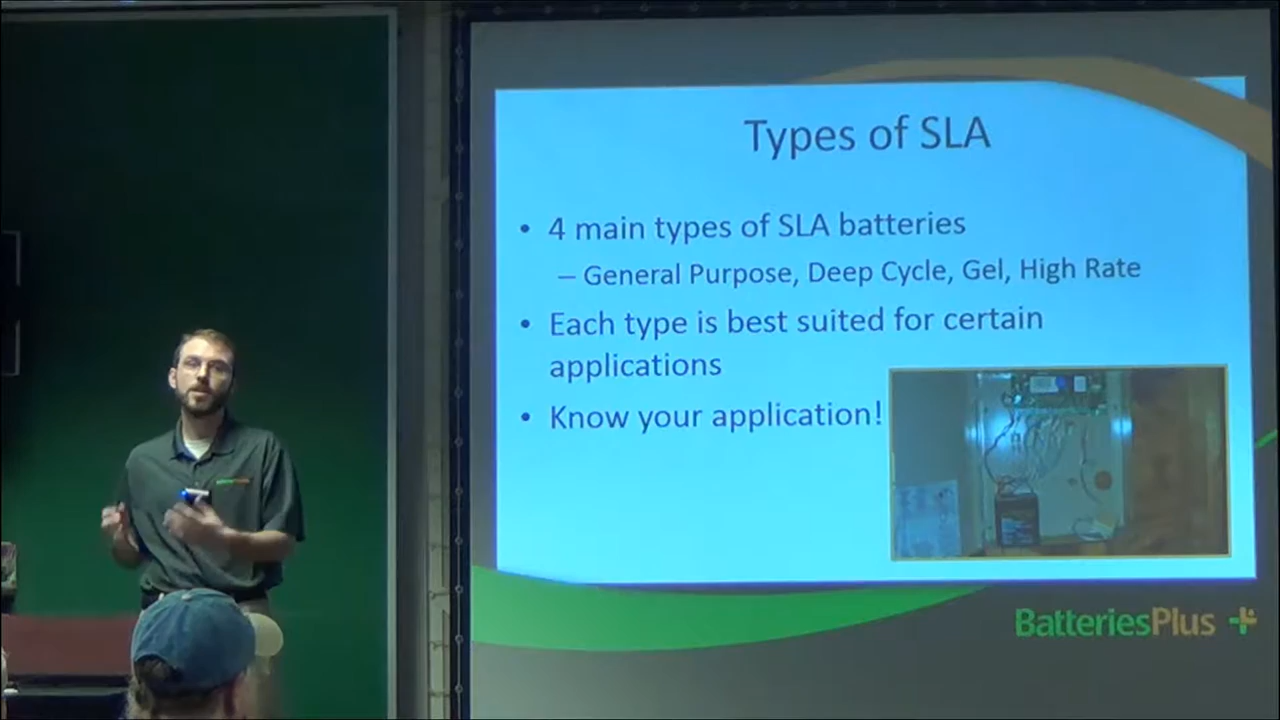 Types of SLA
• 4 main types of SLA batteries
– General Purpose, Deep Cycle, Gel, High Rate
• Each type is best suited for certain
applications
• Know your application!
BatteriesPlus